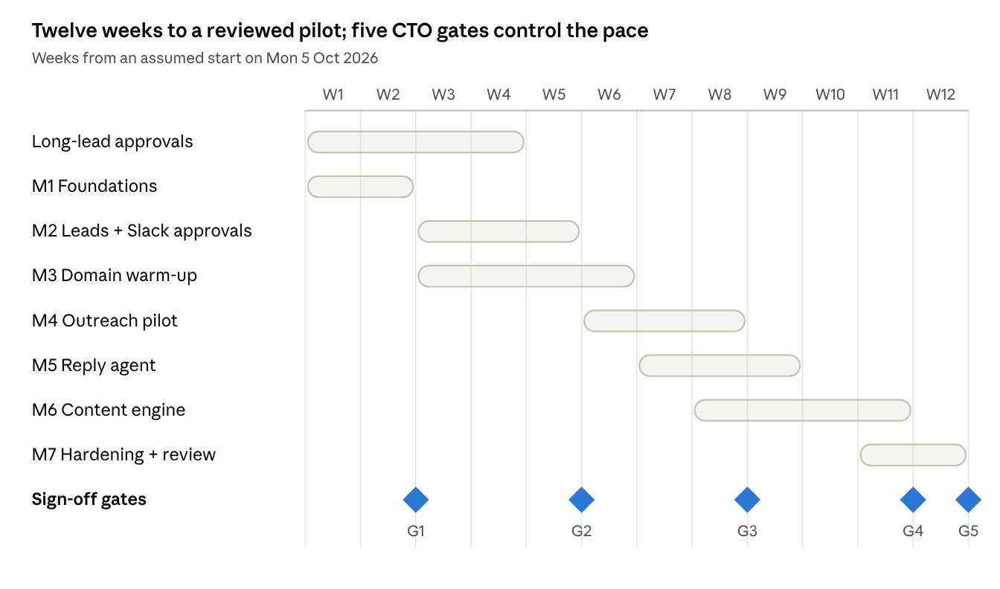 Twelve weeks to a reviewed pilot; five CTO gates control the pace
Weeks from an assumed start on Mon 5 Oct 2026
W1 W2 W3 W4 W5 W6 W7 W8 W9 W10 W11 W12
Long-lead approvals
M1 Foundations
M2 Leads + Slack approvals
M3 Domain warm-up
M4 Outreach pilot
M5 Reply agent
M6 Content engine
M7 Hardening + review
Sign-off gates
G1 G2 G3 G4 G5